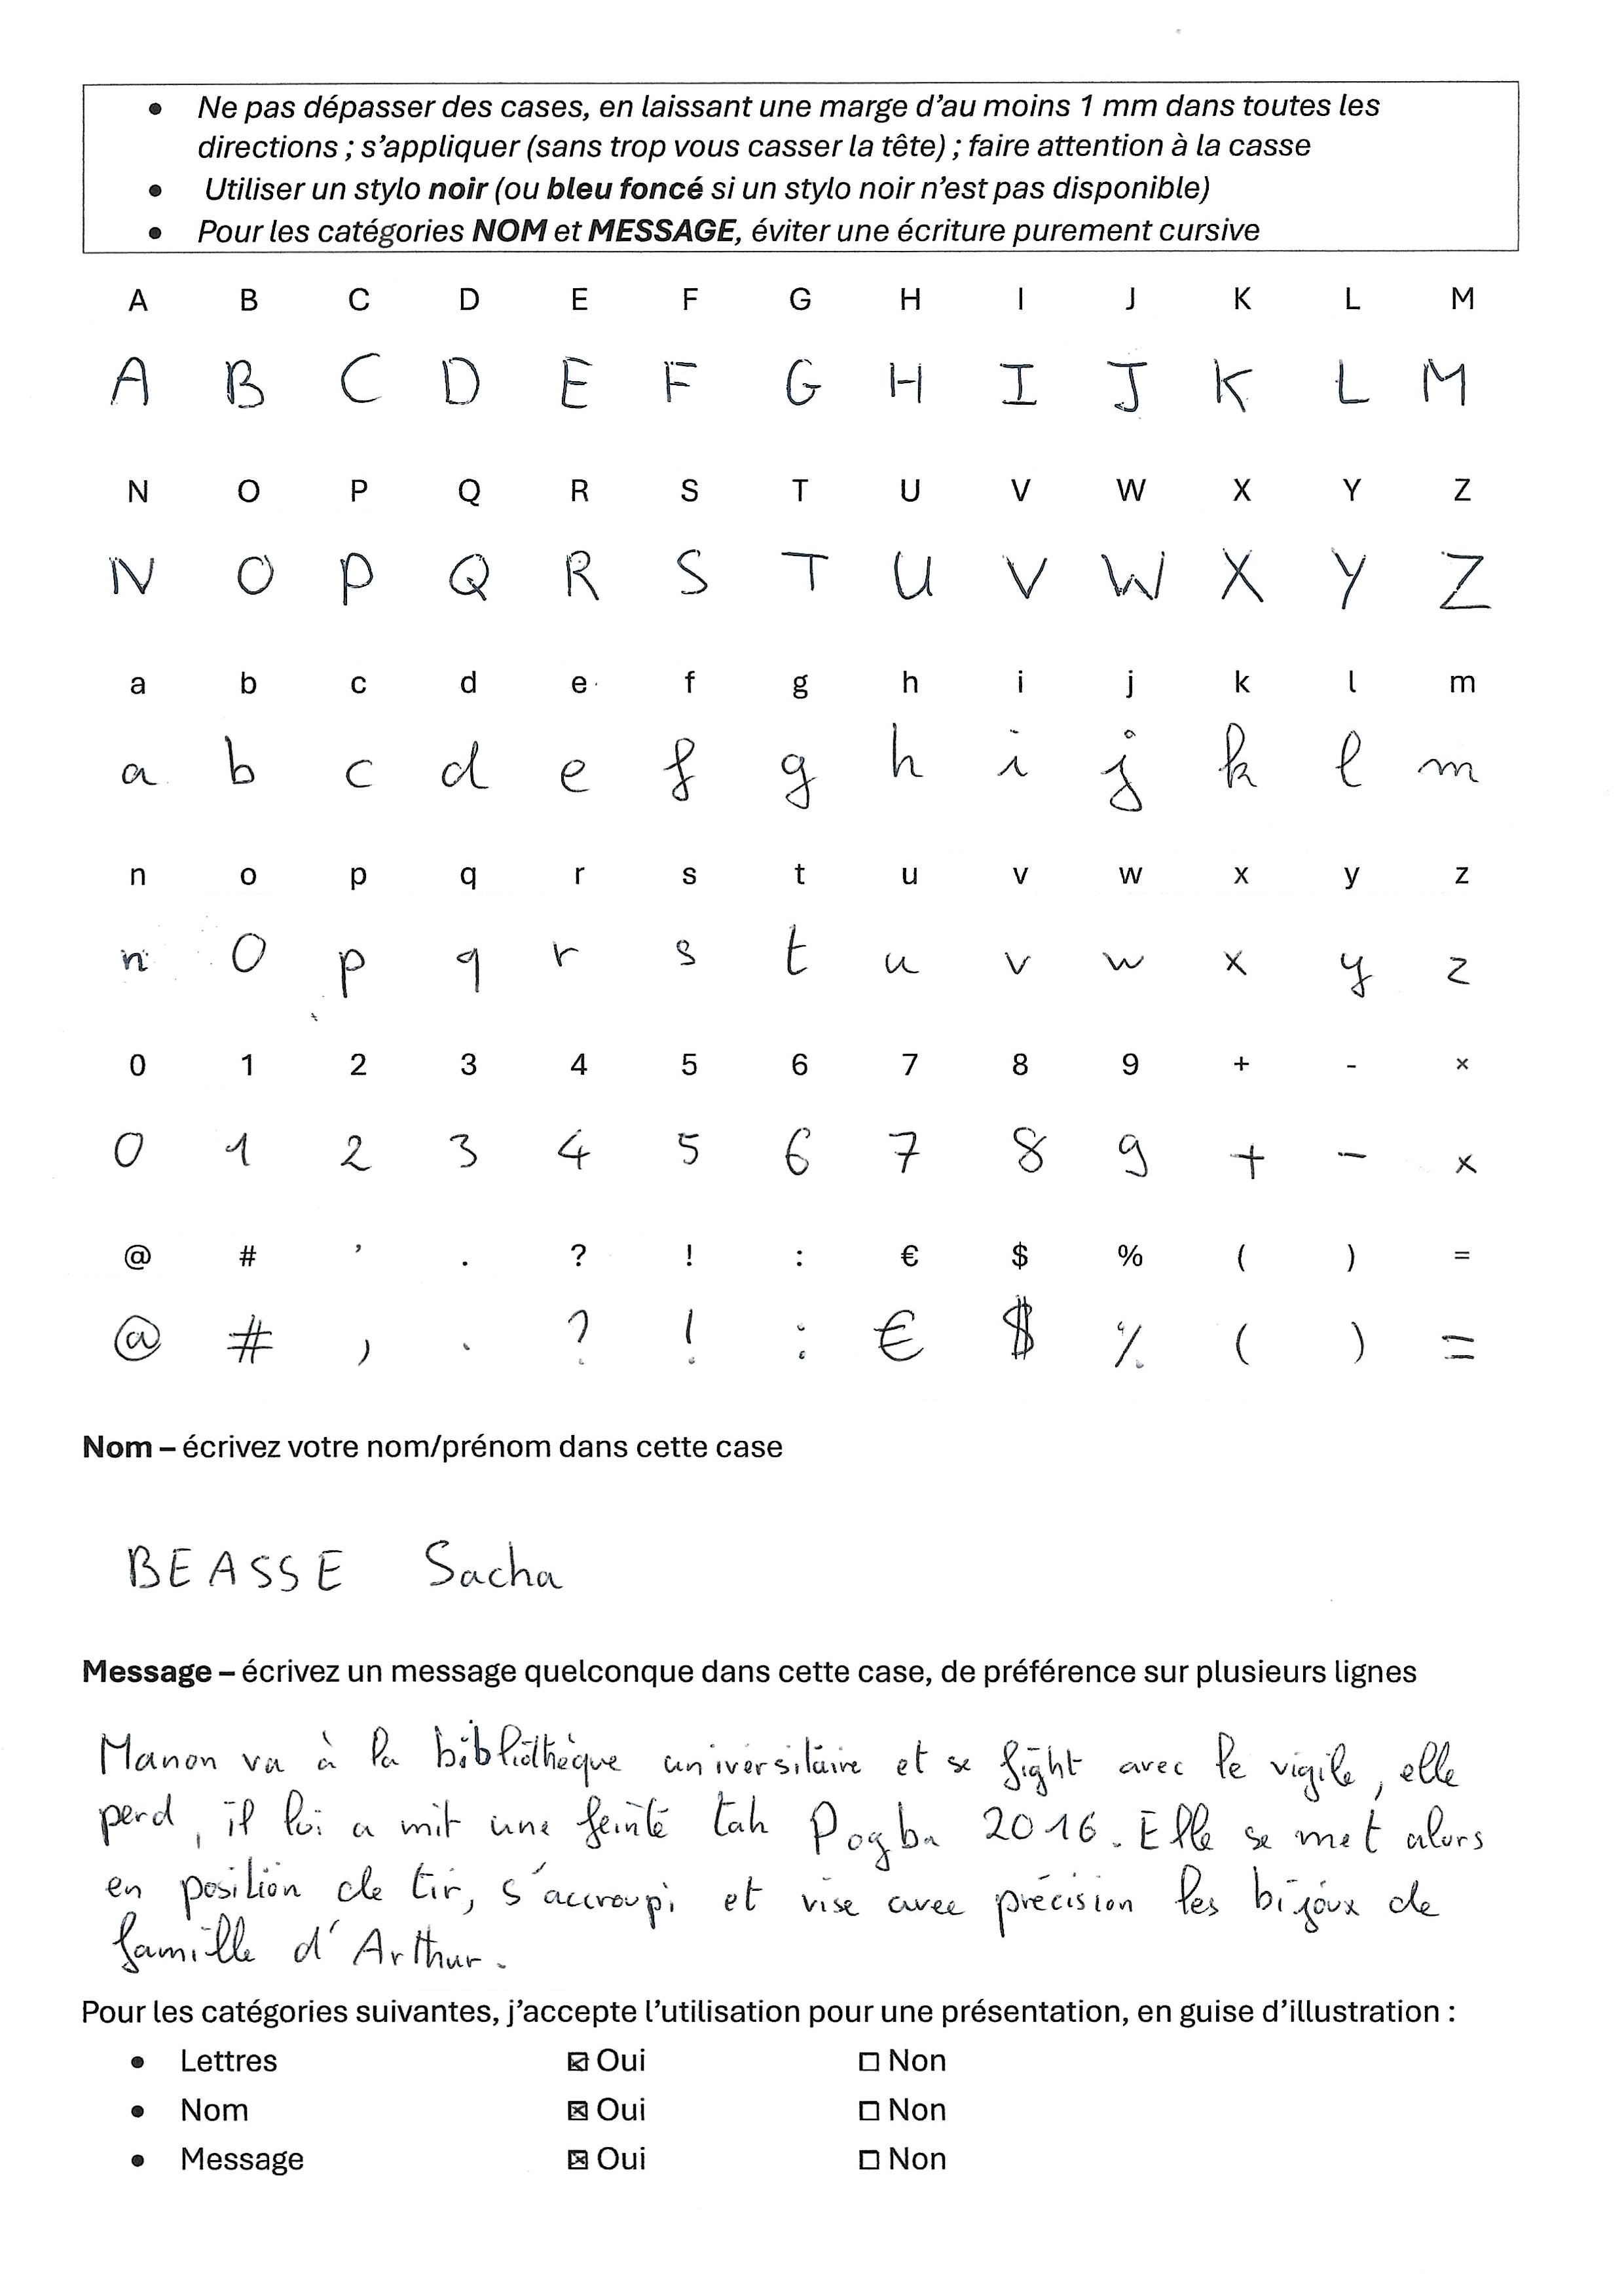 • Ne pas dépasser des cases, en laissant une marge d'au moins 1 mm dans toutes les
directions ; s'appliquer (sans trop vous casser la tête) ; faire attention à la casse
• Utiliser un stylo noir (ou bleu foncé si un stylo noir n'est pas disponible)
• Pour les catégories NOM et MESSAGE, éviter une écriture purement cursive
A B C D E F G H I J K L M
A B C D E F G H I J K L M
N O P Q R S T U V W X Y Z
N O P Q R S T U V W X Y Z
a b c d e f g h i j k l m
a b c d e f g h i j k l m
n o p q r s t u v w x y z
n o p q r s t u v w x y z
0 1 2 3 4 5 6 7 8 9 + - ×
0 1 2 3 4 5 6 7 8 9 + - ×
@ # ’ . ? ! : € $ % ( ) =
@ # , . ? ! : € $ % ( ) =
Nom – écrivez votre nom/prénom dans cette case
BEASSE Sacha
Message – écrivez un message quelconque dans cette case, de préférence sur plusieurs lignes
Manon va à la bibliothèque universitaire et se fight avec le vigile, elle
perd, il lui a mit une feinte tah Pogba 2016. Elle se met alors
en position de tir, s'accroupi et vise avec précision les bijoux de
famille d'Arthur.
Pour les catégories suivantes, j'accepte l'utilisation pour une présentation, en guise d'illustration :
• Lettres ☒ Oui ☐ Non
• Nom ☒ Oui ☐ Non
• Message ☒ Oui ☐ Non